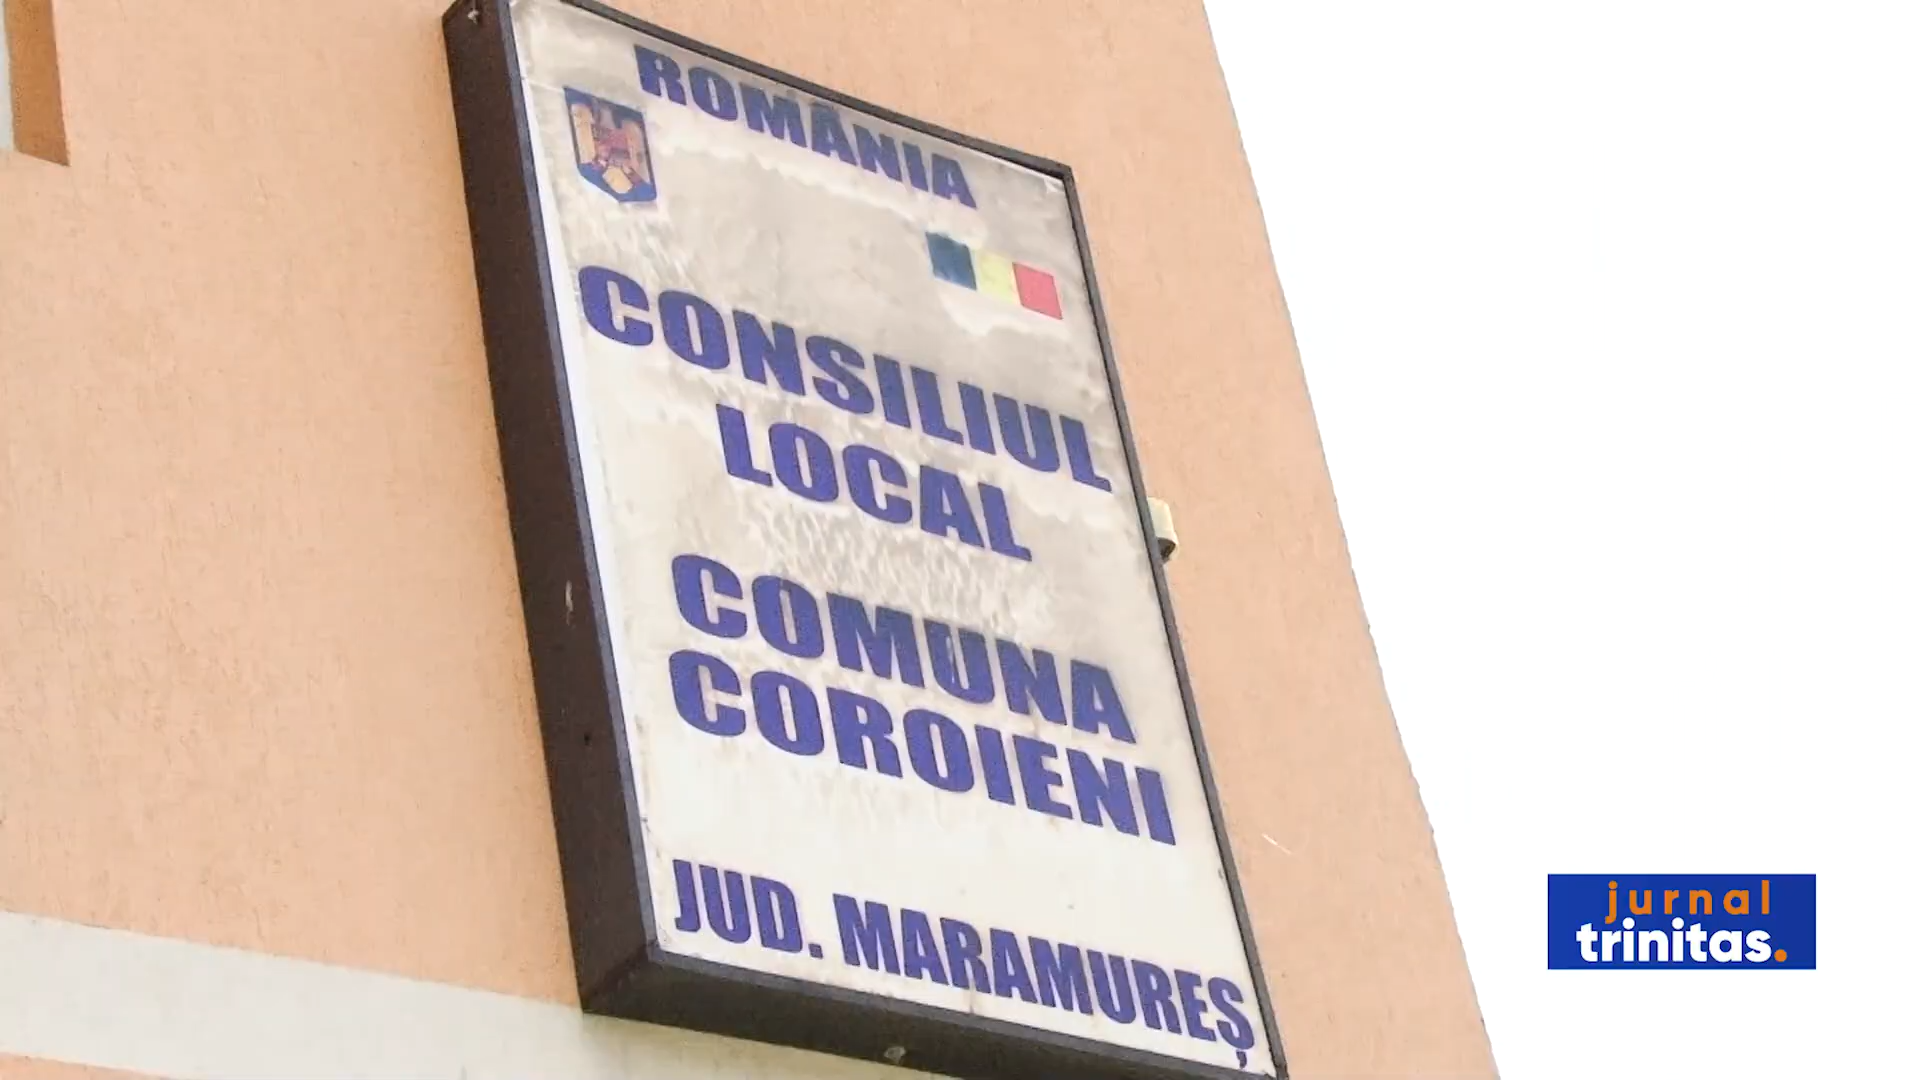 ROMÂNIA
CONSILIUL
LOCAL
COMUNA
COROIENI
JUD. MARAMUREȘ
jurnal
trinitas.